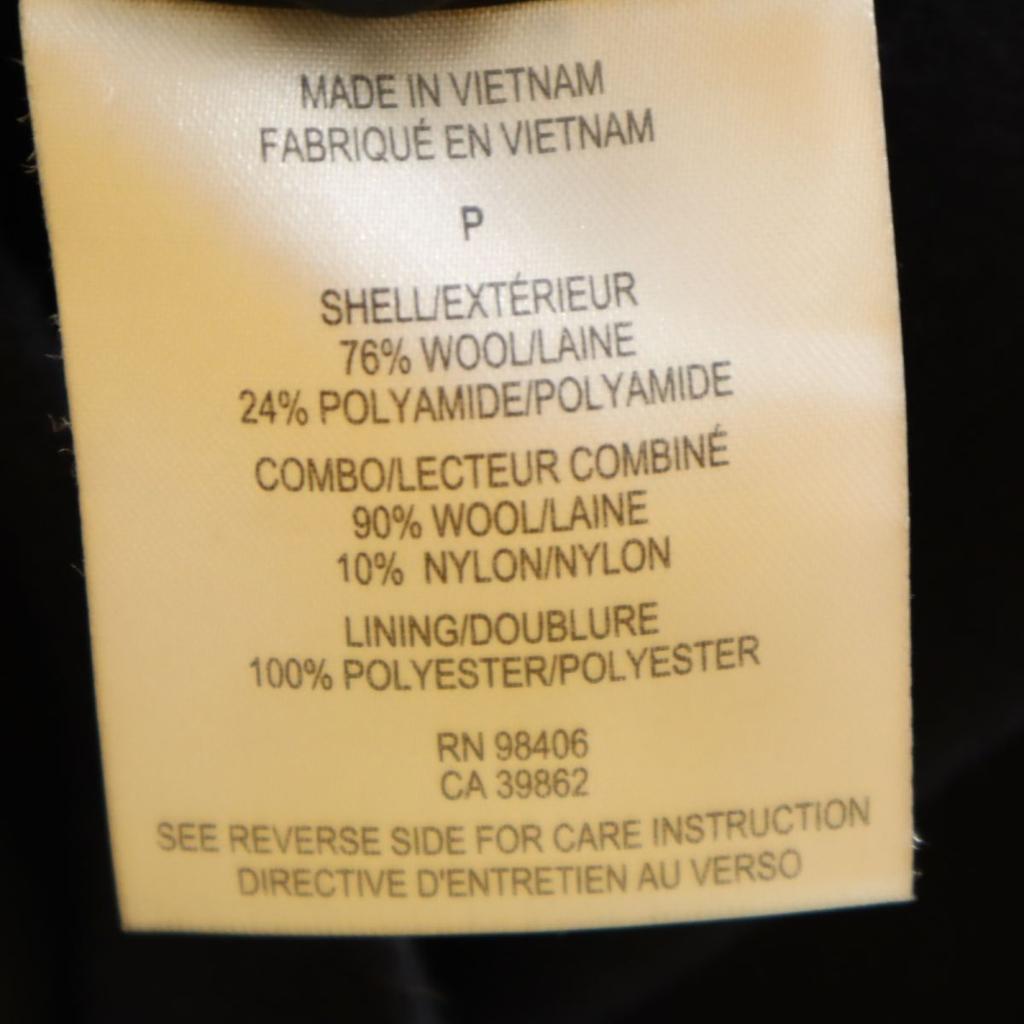 MADE IN VIETNAM
FABRIQUÉ EN VIETNAM
P
SHELL/EXTÉRIEUR
76% WOOL/LAINE
24% POLYAMIDE/POLYAMIDE
COMBO/LECTEUR COMBINÉ
90% WOOL/LAINE
10% NYLON/NYLON
LINING/DOUBLURE
100% POLYESTER/POLYESTER
RN 98406
CA 39862
SEE REVERSE SIDE FOR CARE INSTRUCTION
DIRECTIVE D'ENTRETIEN AU VERSO